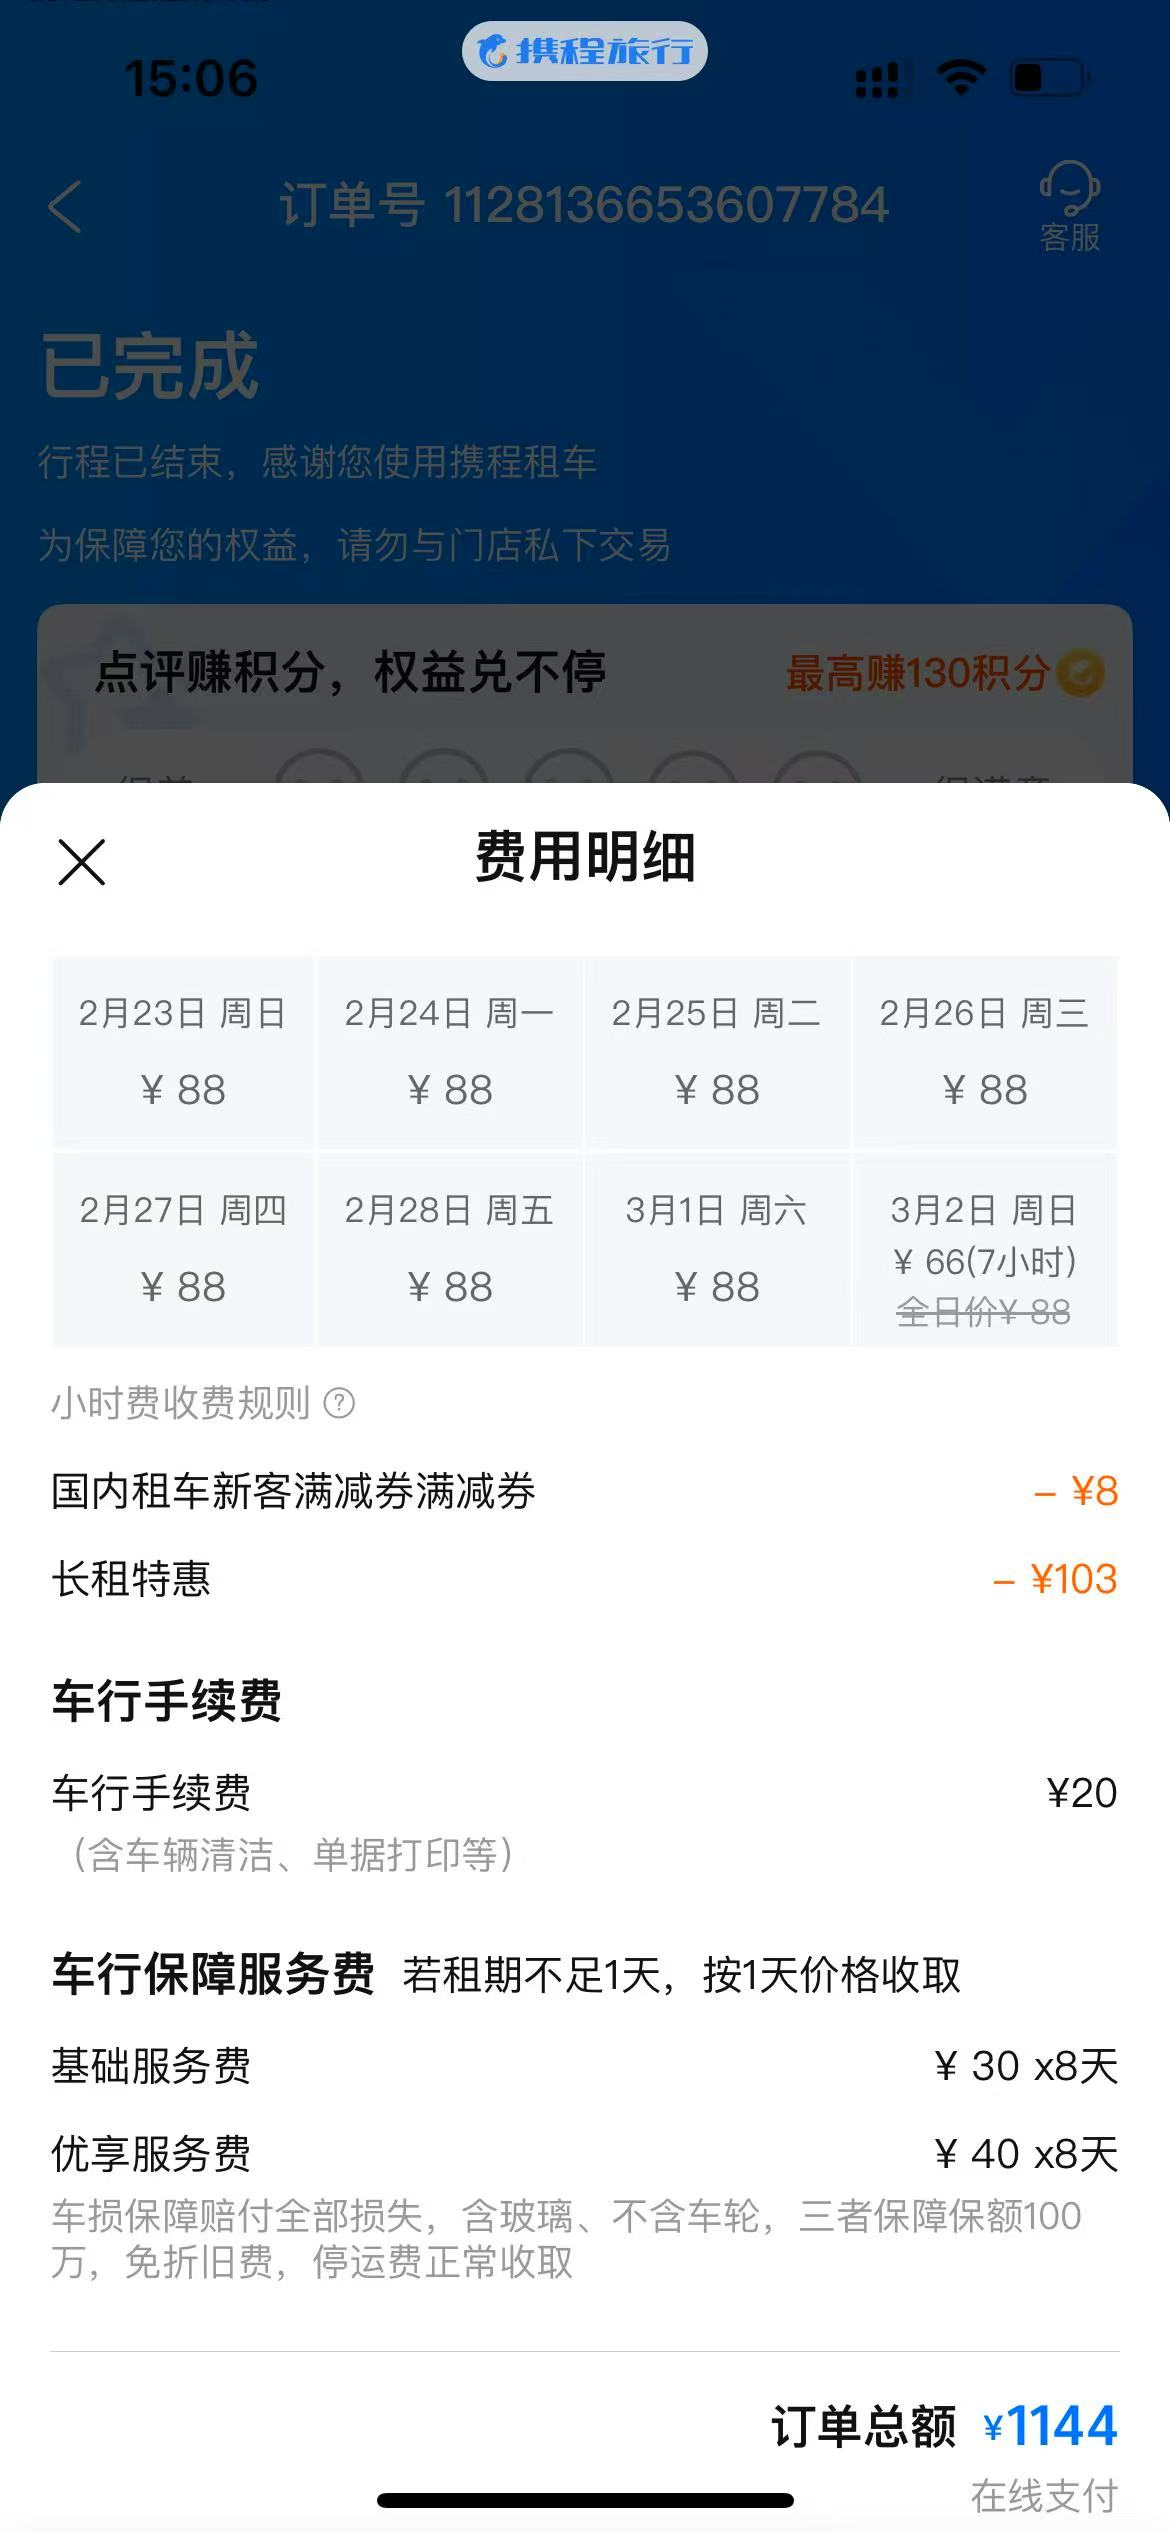 携程旅行
15:06
订单号 1128136653607784
客服
已完成
行程已结束，感谢您使用携程租车
为保障您的权益，请勿与门店私下交易
点评赚积分，权益兑不停
最高赚130积分
费用明细
2月23日 周日 2月24日 周一 2月25日 周二 2月26日 周三
¥ 88 ¥ 88 ¥ 88 ¥ 88
2月27日 周四 2月28日 周五 3月1日 周六 3月2日 周日
¥ 88 ¥ 88 ¥ 88 ¥ 66(7小时)
全日价¥ 88
小时费收费规则 ?
国内租车新客满减券满减券 – ¥8
长租特惠 – ¥103
车行手续费
车行手续费 ¥20
（含车辆清洁、单据打印等）
车行保障服务费 若租期不足1天，按1天价格收取
基础服务费 ¥ 30 x8天
优享服务费 ¥ 40 x8天
车损保障赔付全部损失，含玻璃、不含车轮，三者保障保额100
万，免折旧费，停运费正常收取
订单总额 ¥1144
在线支付